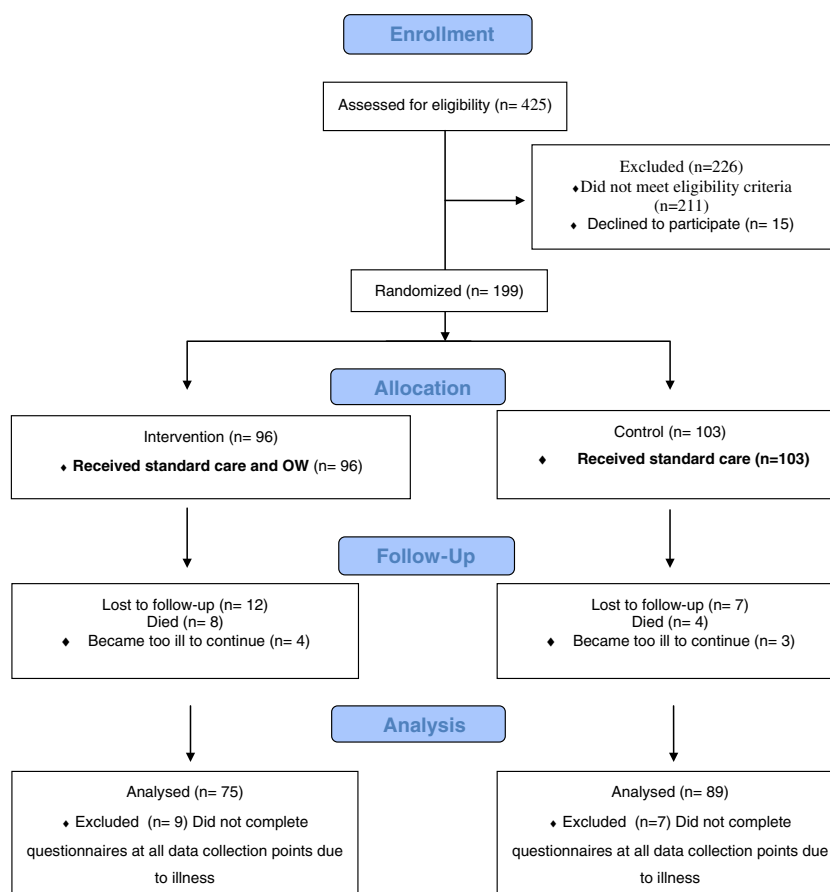 Enrollment
Assessed for eligibility (n= 425)
Excluded (n=226)
♦Did not meet eligibility criteria
(n=211)
♦ Declined to participate (n= 15)
Randomized (n= 199)
Allocation
Intervention (n= 96)
♦ Received standard care and OW (n= 96)
Control (n= 103)
♦ Received standard care (n=103)
Follow-Up
Lost to follow-up (n= 12)
Died (n= 8)
♦ Became too ill to continue (n= 4)
Lost to follow-up (n= 7)
Died (n= 4)
♦ Became too ill to continue (n= 3)
Analysis
Analysed (n= 75)
♦ Excluded (n= 9) Did not complete
questionnaires at all data collection points due
to illness
Analysed (n= 89)
♦ Excluded (n=7) Did not complete
questionnaires at all data collection points due
to illness